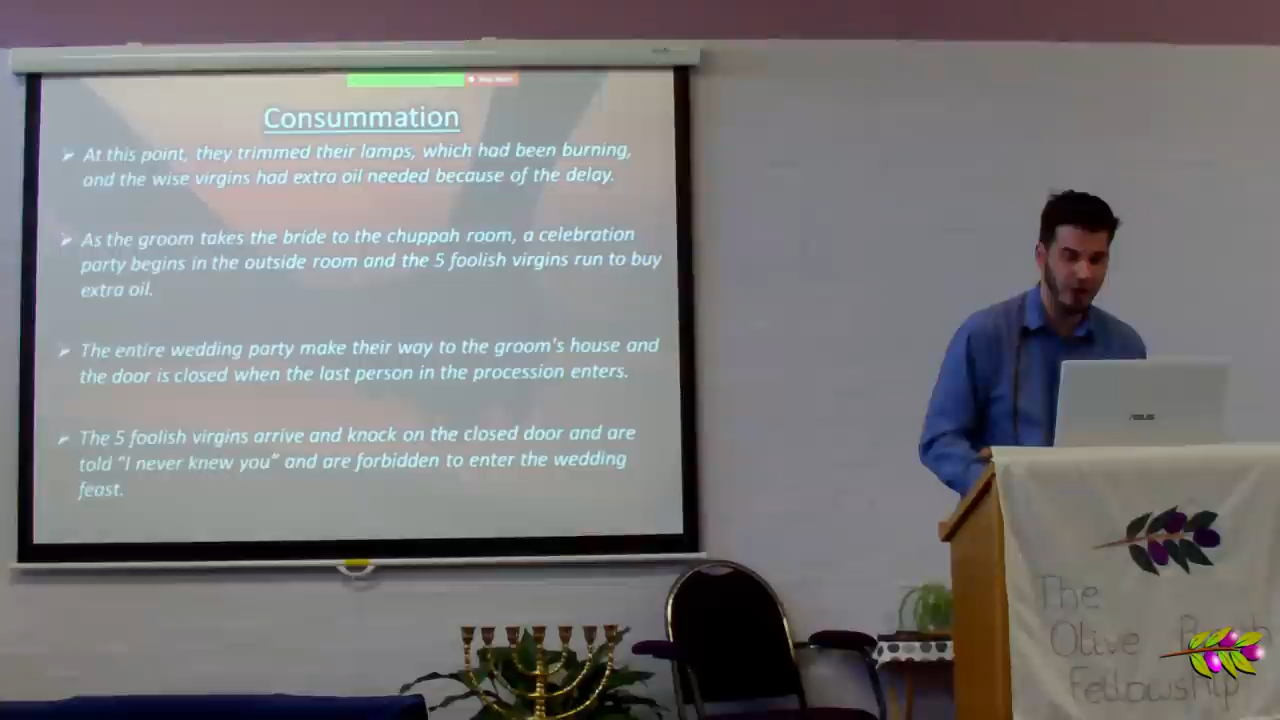 Consummation
➢ At this point, they trimmed their lamps, which had been burning,
and the wise virgins had extra oil needed because of the delay.
➢ As the groom takes the bride to the chuppah room, a celebration
party begins in the outside room and the 5 foolish virgins run to buy
extra oil.
➢ The entire wedding party make their way to the groom's house and
the door is closed when the last person in the procession enters.
➢ The 5 foolish virgins arrive and knock on the closed door and are
told "I never knew you" and are forbidden to enter the wedding
feast.
ASUS
The
Olive
Fellowship